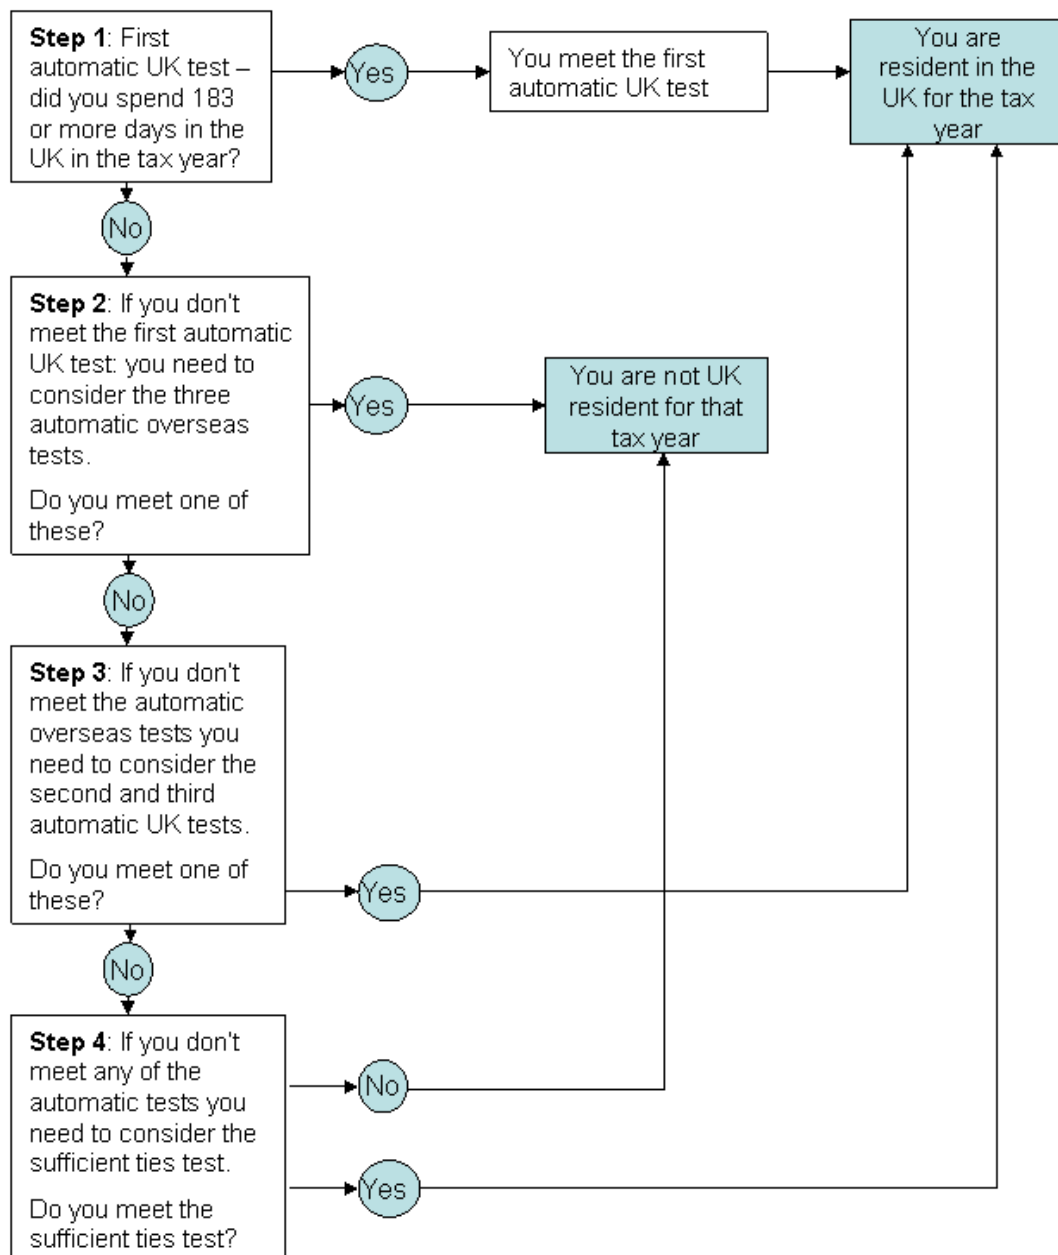 Step 1: First
automatic UK test –
did you spend 183
or more days in the
UK in the tax year?
Yes
You meet the first
automatic UK test
You are
resident in the
UK for the tax
year
No
Step 2: If you don't
meet the first automatic
UK test: you need to
consider the three
automatic overseas
tests.
Do you meet one of
these?
Yes
You are not UK
resident for that
tax year
No
Step 3: If you don't
meet the automatic
overseas tests you
need to consider the
second and third
automatic UK tests.
Do you meet one of
these?
Yes
No
Step 4: If you don't
meet any of the
automatic tests you
need to consider the
sufficient ties test.
Do you meet the
sufficient ties test?
No
Yes